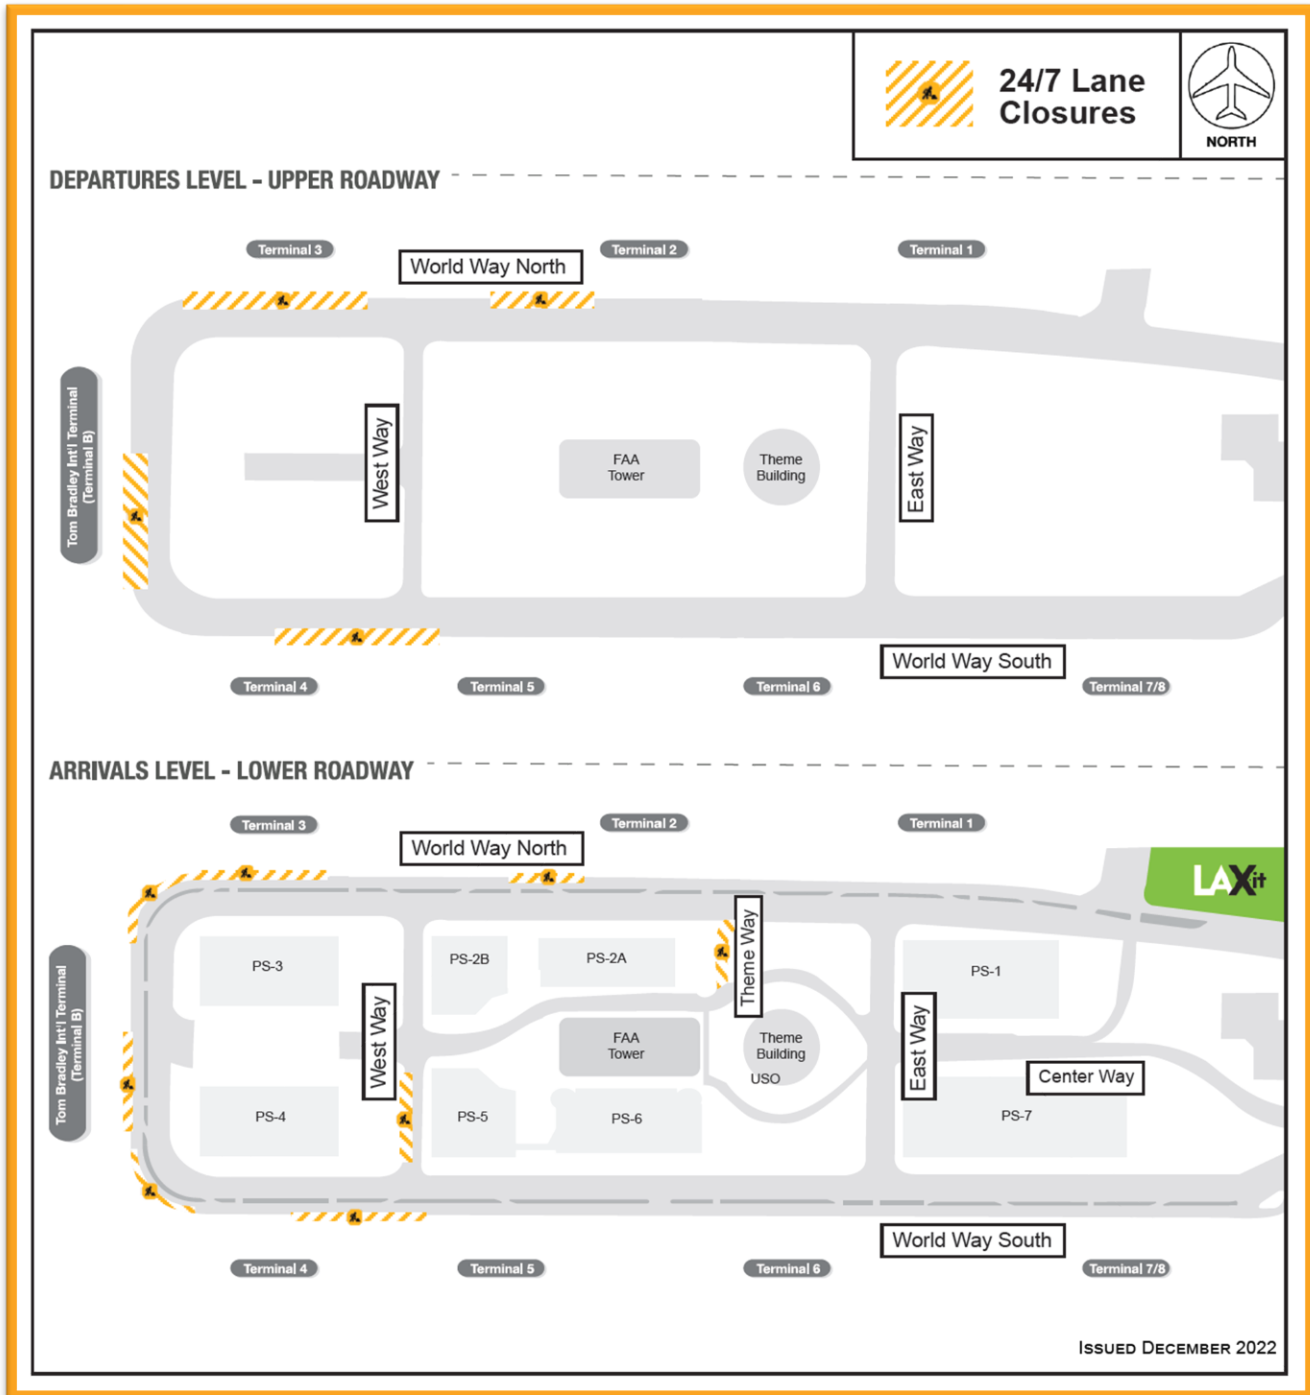 24/7 Lane
Closures
NORTH
DEPARTURES LEVEL - UPPER ROADWAY
Terminal 3
Terminal 2
Terminal 1
World Way North
Tom Bradley Int'l Terminal
(Terminal B)
West Way
FAA
Tower
Theme
Building
East Way
World Way South
Terminal 4
Terminal 5
Terminal 6
Terminal 7/8
ARRIVALS LEVEL - LOWER ROADWAY
Terminal 3
Terminal 2
Terminal 1
World Way North
LAXit
Theme Way
PS-3
PS-2B
PS-2A
PS-1
Tom Bradley Int'l Terminal
(Terminal B)
West Way
FAA
Tower
Theme
Building
USO
East Way
Center Way
PS-4
PS-5
PS-6
PS-7
World Way South
Terminal 4
Terminal 5
Terminal 6
Terminal 7/8
ISSUED DECEMBER 2022